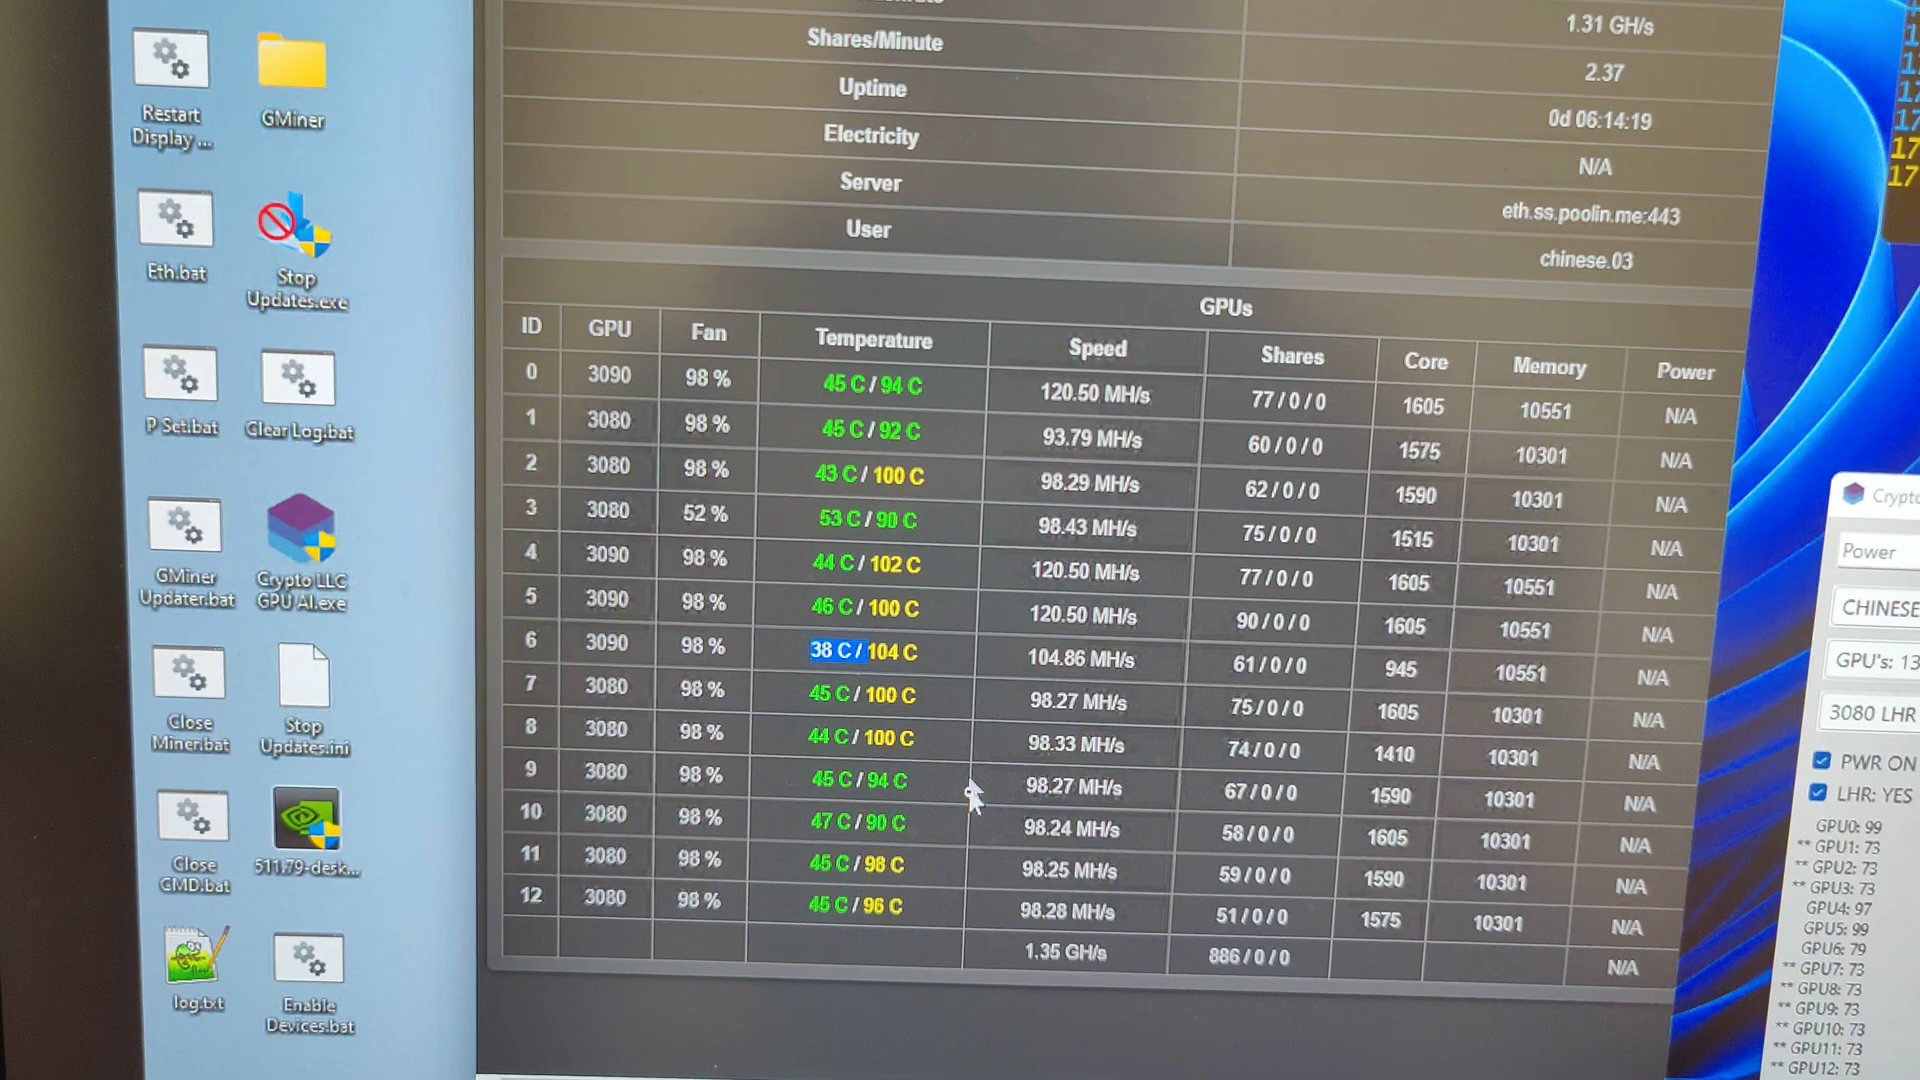 Restart
Display ...
GMiner
Eth.bat
Stop
Updates.exe
P Set.bat
Clear Log.bat
GMiner
Updater.bat
Crypto LLC
GPU AI.exe
Close
Miner.bat
Stop
Updates.ini
Close
CMD.bat
511.79-desk...
log.txt
Enable
Devices.bat
1.31 GH/s
Shares/Minute 2.37
Uptime 0d 06:14:19
Electricity N/A
Server eth.ss.poolin.me:443
User chinese.03
GPUs
ID GPU Fan Temperature Speed Shares Core Memory Power
0 3090 98 % 45 C / 94 C 120.50 MH/s 77 / 0 / 0 1605 10551 N/A
1 3080 98 % 45 C / 92 C 93.79 MH/s 60 / 0 / 0 1575 10301 N/A
2 3080 98 % 43 C / 100 C 98.29 MH/s 62 / 0 / 0 1590 10301 N/A
3 3080 52 % 53 C / 90 C 98.43 MH/s 75 / 0 / 0 1515 10301 N/A
4 3090 98 % 44 C / 102 C 120.50 MH/s 77 / 0 / 0 1605 10551 N/A
5 3090 98 % 46 C / 100 C 120.50 MH/s 90 / 0 / 0 1605 10551 N/A
6 3090 98 % 38 C / 104 C 104.86 MH/s 61 / 0 / 0 945 10551 N/A
7 3080 98 % 45 C / 100 C 98.27 MH/s 75 / 0 / 0 1605 10301 N/A
8 3080 98 % 44 C / 100 C 98.33 MH/s 74 / 0 / 0 1410 10301 N/A
9 3080 98 % 45 C / 94 C 98.27 MH/s 67 / 0 / 0 1590 10301 N/A
10 3080 98 % 47 C / 90 C 98.24 MH/s 58 / 0 / 0 1605 10301 N/A
11 3080 98 % 45 C / 98 C 98.25 MH/s 59 / 0 / 0 1590 10301 N/A
12 3080 98 % 45 C / 96 C 98.28 MH/s 51 / 0 / 0 1575 10301 N/A
1.35 GH/s 886 / 0 / 0 N/A
17
17
Crypto
Power
CHINESE
GPU's: 13
3080 LHR
PWR ON
LHR: YES
GPU0: 99
** GPU1: 73
** GPU2: 73
** GPU3: 73
GPU4: 97
GPU5: 99
GPU6: 79
** GPU7: 73
** GPU8: 73
** GPU9: 73
** GPU10: 73
** GPU11: 73
** GPU12: 73